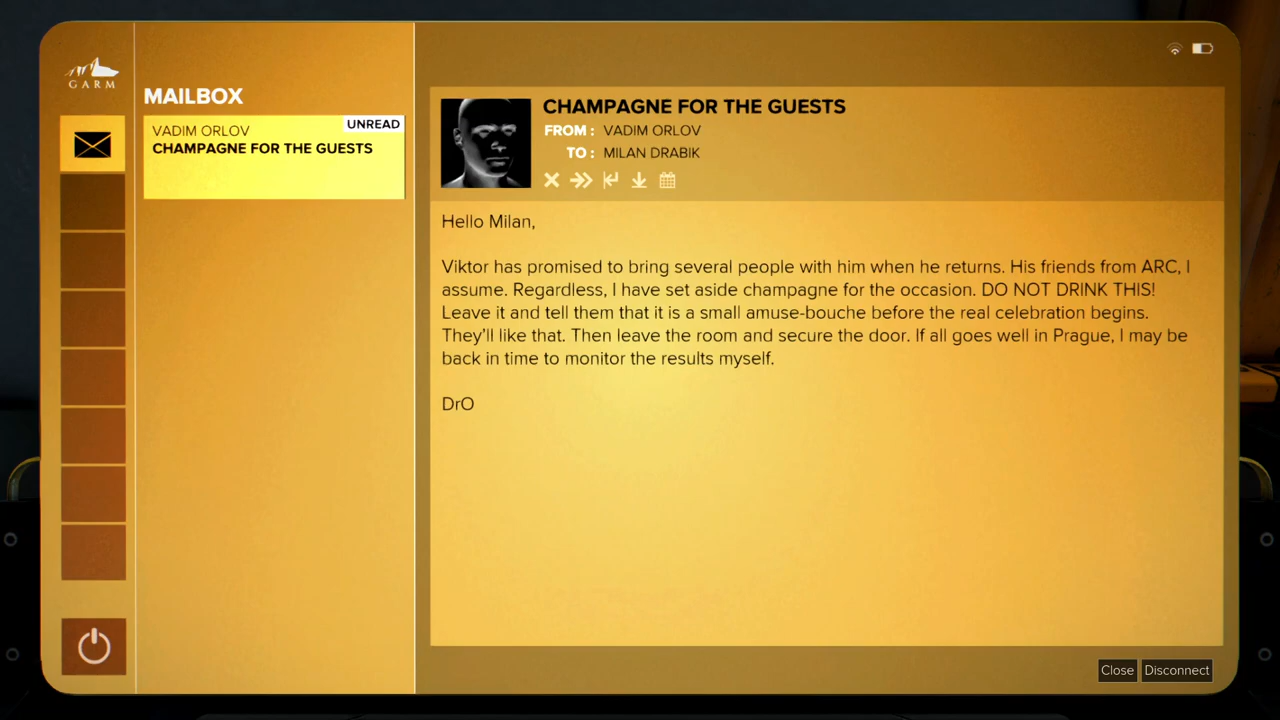 GARM
MAILBOX
VADIM ORLOV
UNREAD
CHAMPAGNE FOR THE GUESTS
CHAMPAGNE FOR THE GUESTS
FROM : VADIM ORLOV
TO : MILAN DRABIK
Hello Milan,
Viktor has promised to bring several people with him when he returns. His friends from ARC, I
assume. Regardless, I have set aside champagne for the occasion. DO NOT DRINK THIS!
Leave it and tell them that it is a small amuse-bouche before the real celebration begins.
They'll like that. Then leave the room and secure the door. If all goes well in Prague, I may be
back in time to monitor the results myself.
DrO
Close Disconnect